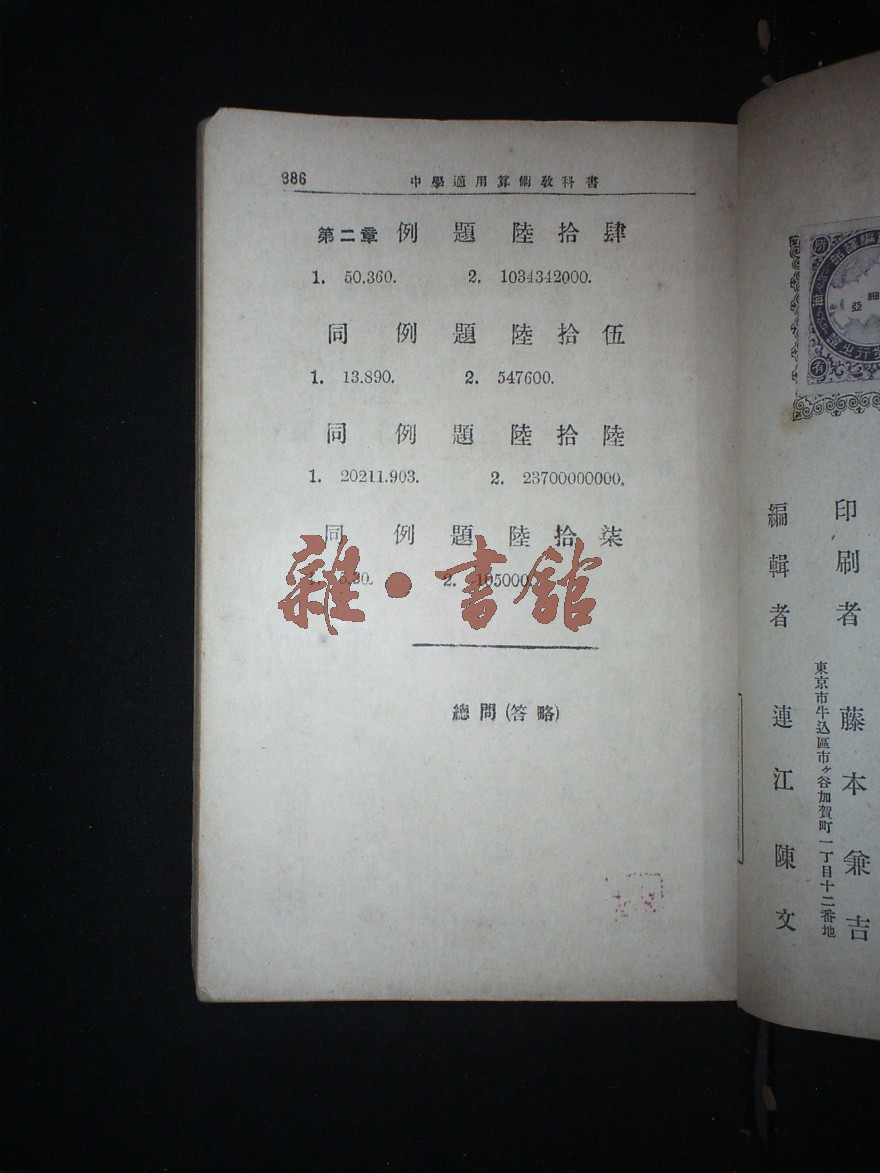 386 中學適用算術教科書
第二章 例題陸拾肆
1. 50.360. 2. 1034342000.
同例題陸拾伍
1. 13.890. 2. 547600.
同例題陸拾陸
1. 20211.903. 2. 23700000000.
同例題陸拾柒
2. 105000
雜·書館
總問(答略)
印刷者 藤本兼吉
東京市牛込區市ヶ谷加賀町一丁目十二番地
編輯者 連江陳文